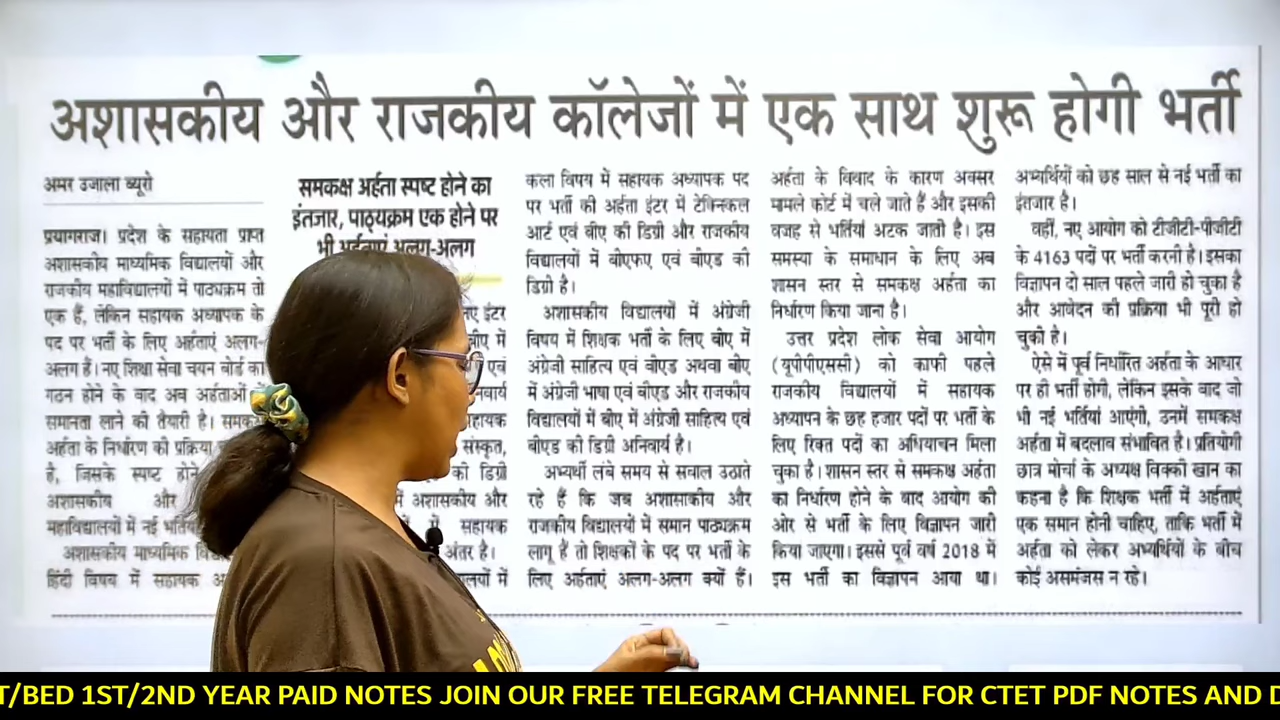 अशासकीय और राजकीय कॉलेजों में एक साथ शुरू होगी भर्ती
अमर उजाला ब्यूरो
प्रयागराज। प्रदेश के सहायता प्राप्त
अशासकीय माध्यमिक विद्यालयों और
राजकीय महाविद्यालयों में पाठ्यक्रम तो
एक हैं, लेकिन सहायक अध्यापक के
पद पर भर्ती के लिए अर्हताएं अलग-
अलग हैं। नए शिक्षा सेवा चयन बोर्ड का
गठन होने के बाद अब अर्हताओं
समानता लाने की तैयारी है।
अर्हता के निर्धारण की प्रक्रिया
है, जिसके स्पष्ट होने
अशासकीय और
महाविद्यालयों में नई
अशासकीय माध्यमिक
हिंदी विषय में सहायक
समकक्ष अर्हता स्पष्ट होने का
इंतजार, पाठ्यक्रम एक होने पर
भी अर्हताएं अलग-अलग
इंटर
में
एवं
संस्कृत,
की डिग्री
में अशासकीय और
में सहायक
अंतर है।
में
कला विषय में सहायक अध्यापक पद
पर भर्ती की अर्हता इंटर में टेक्निकल
आर्ट एवं बीए की डिग्री और राजकीय
विद्यालयों में बीएफए एवं बीएड की
डिग्री है।
अशासकीय विद्यालयों में अंग्रेजी
विषय में शिक्षक भर्ती के लिए बीए में
अंग्रेजी साहित्य एवं बीएड अथवा बीए
में अंग्रेजी भाषा एवं बीएड और राजकीय
विद्यालयों में बीए में अंग्रेजी साहित्य एवं
बीएड की डिग्री अनिवार्य है।
अभ्यर्थी लंबे समय से सवाल उठाते
रहे हैं कि जब अशासाकीय और
राजकीय विद्यालयों में समान पाठ्यक्रम
लागू हैं तो शिक्षकों के पद पर भर्ती के
लिए अर्हताएं अलग-अलग क्यों हैं।
अर्हता के विवाद के कारण अक्सर
मामले कोर्ट में चले जाते हैं और इसकी
वजह से भर्तियां अटक जाती है। इस
समस्या के समाधान के लिए अब
शासन स्तर से समकक्ष अर्हता का
निर्धारण किया जाना है।
उत्तर प्रदेश लोक सेवा आयोग
(यूपीपीएससी) को काफी पहले
राजकीय विद्यालयों में सहायक
अध्यापन के छह हजार पदों पर भर्ती के
लिए रिक्त पदों का अधियाचन मिला
चुका है। शासन स्तर से समकक्ष अर्हता
का निर्धारण होने के बाद आयोग की
ओर से भर्ती के लिए विज्ञापन जारी
किया जाएगा। इससे पूर्व वर्ष 2018 में
इस भर्ती का विज्ञापन आया था।
अभ्यर्थियों को छह साल से नई भर्ती का
इंतजार है।
वहीं, नए आयोग को टीजीटी-पीजीटी
के 4163 पदों पर भर्ती करनी है। इसका
विज्ञापन दो साल पहले जारी हो चुका है
और आवेदन की प्रक्रिया भी पूरी हो
चुकी है।
ऐसे में पूर्व निर्धारित अर्हता के आधार
पर ही भर्ती होगी, लेकिन इसके बाद जो
भी नई भर्तियां आएंगी, उनमें समकक्ष
अर्हता में बदलाव संभावित है। प्रतियोगी
छात्र मोर्चा के अध्यक्ष विक्की खान का
कहना है कि शिक्षक भर्ती में अर्हताएं
एक समान होनी चाहिए, ताकि भर्ती में
अर्हता को लेकर अभ्यर्थियों के बीच
कोई असमंजस न रहे।
T/BED 1ST/2ND YEAR PAID NOTES JOIN OUR FREE TELEGRAM CHANNEL FOR CTET PDF NOTES AND D